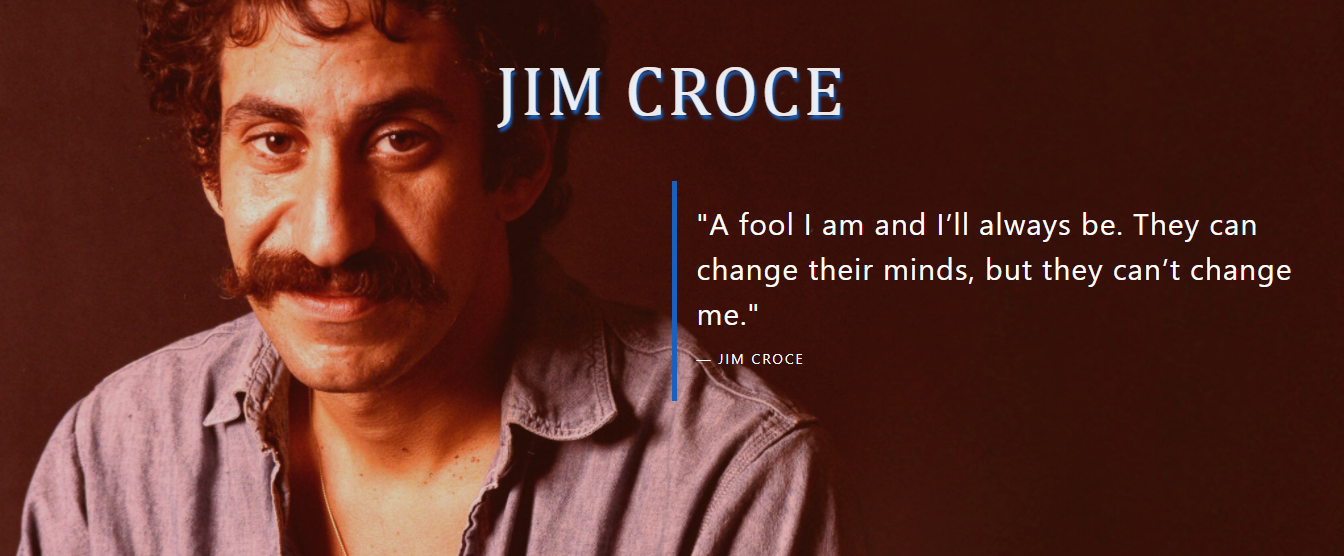 JIM CROCE
"A fool I am and I’ll always be. They can
change their minds, but they can’t change
me."
— JIM CROCE